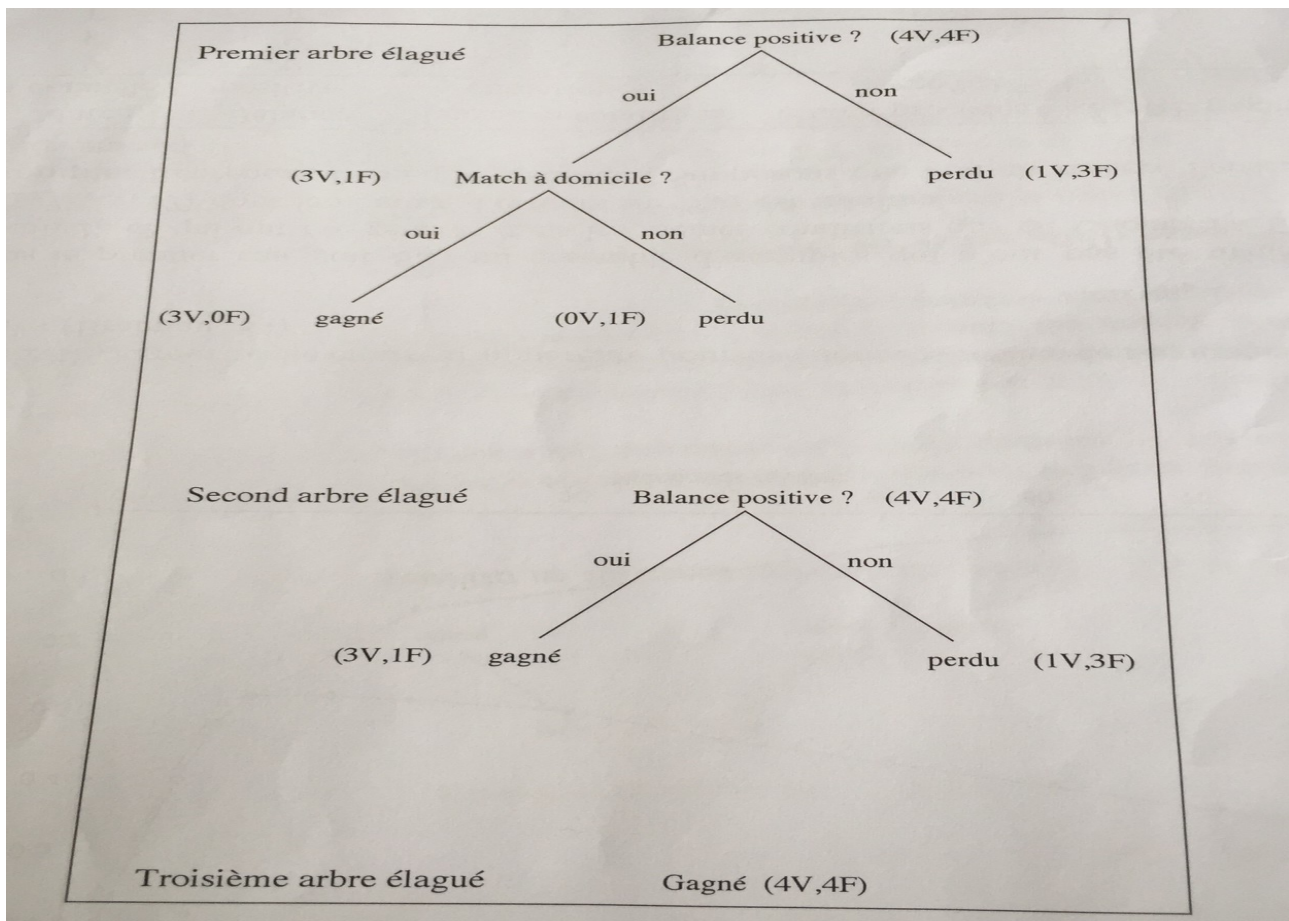 Premier arbre élagué
Balance positive ? (4V,4F)
oui non
(3V,1F) Match à domicile ? perdu (1V,3F)
oui non
(3V,0F) gagné (0V,1F) perdu
Second arbre élagué Balance positive ? (4V,4F)
oui non
(3V,1F) gagné perdu (1V,3F)
Troisième arbre élagué Gagné (4V,4F)